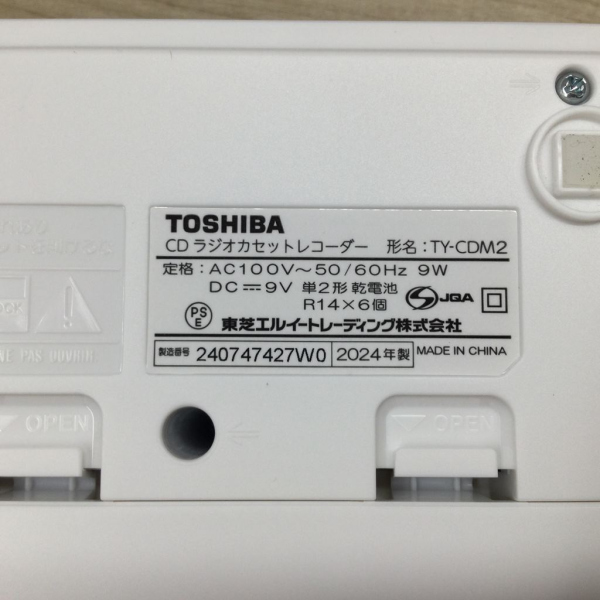 TOSHIBA
CD ラジオカセットレコーダー 形名：TY-CDM2
定格：AC100V～50/60Hz 9W
DC⎓9V 単2形 乾電池
R14×6個
JQA
PS
E
東芝エルイートレーディング株式会社
製造番号 240747427W0 2024年製 MADE IN CHINA
OPEN
OPEN